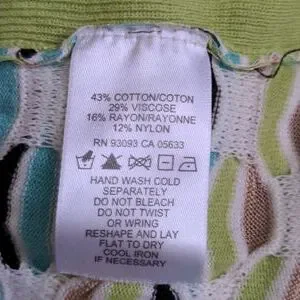 43% COTTON/COTON
29% VISCOSE
16% RAYON/RAYONNE
12% NYLON
RN 93093 CA 05633
HAND WASH COLD
SEPARATELY
DO NOT BLEACH
DO NOT TWIST
OR WRING
RESHAPE AND LAY
FLAT TO DRY
COOL IRON
IF NECESSARY